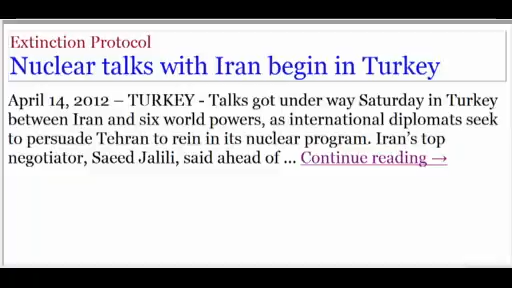 Extinction Protocol
Nuclear talks with Iran begin in Turkey
April 14, 2012 – TURKEY - Talks got under way Saturday in Turkey
between Iran and six world powers, as international diplomats seek
to persuade Tehran to rein in its nuclear program. Iran’s top
negotiator, Saeed Jalili, said ahead of ... Continue reading →